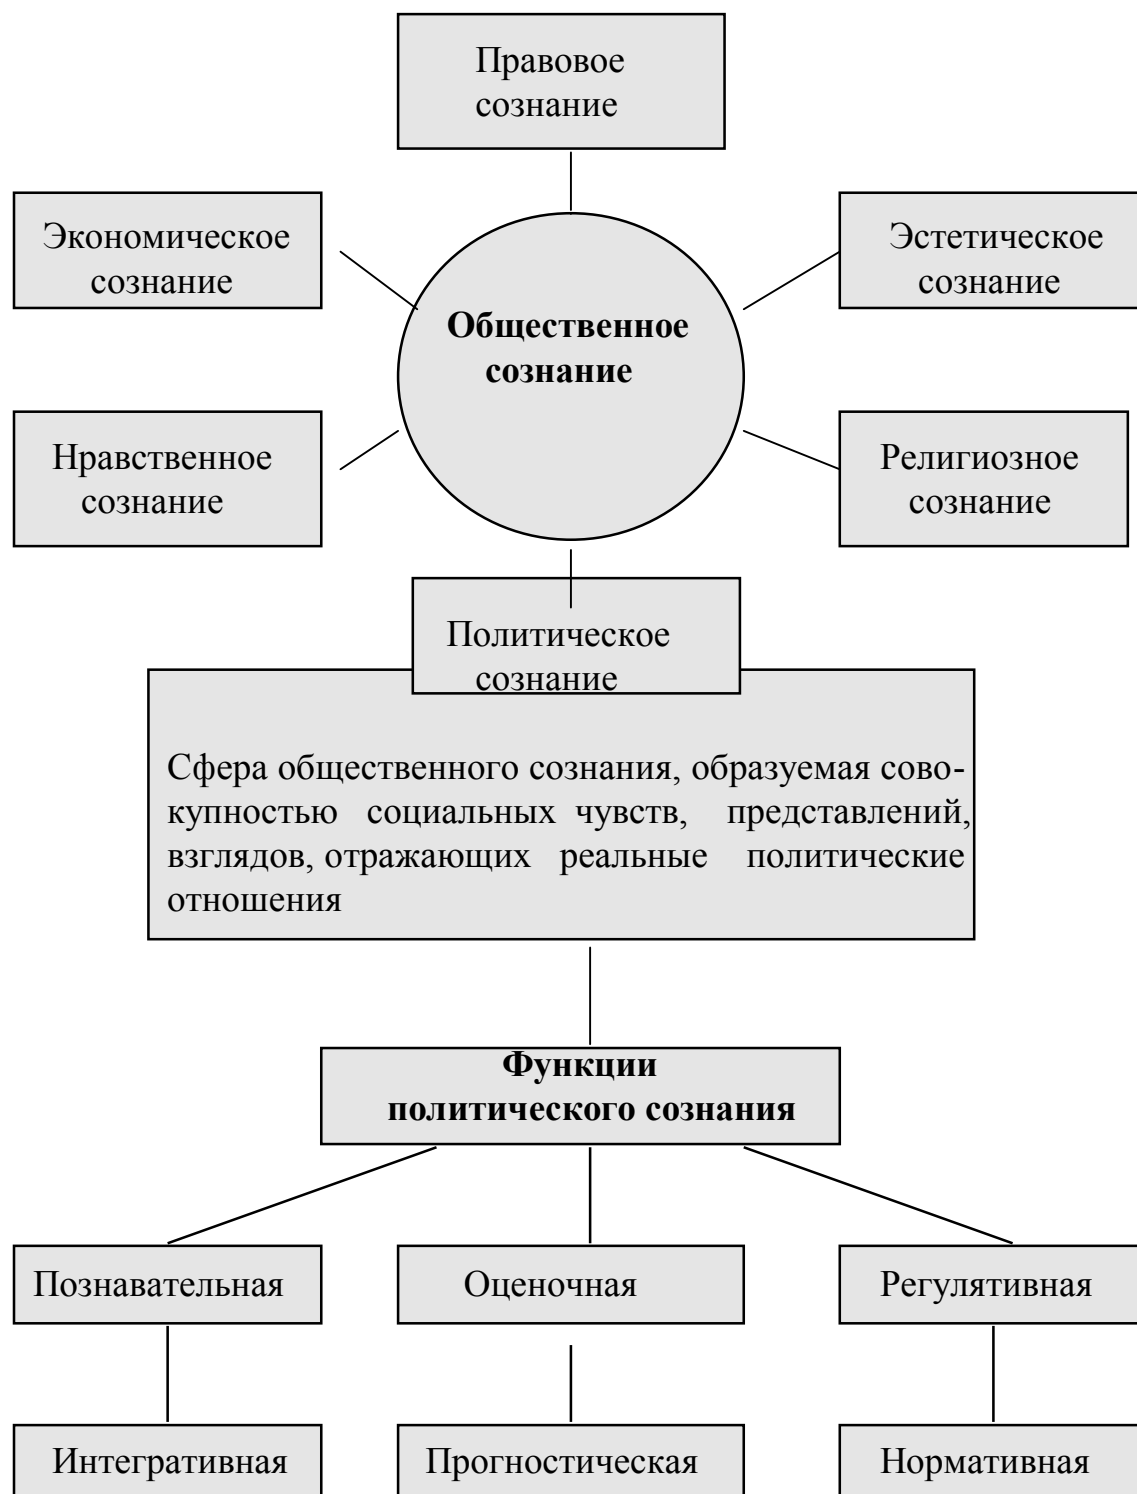 Правовое
сознание
Экономическое
сознание
Эстетическое
сознание
Общественное
сознание
Нравственное
сознание
Религиозное
сознание
Политическое
сознание
Сфера общественного сознания, образуемая сово-
купностью социальных чувств, представлений,
взглядов, отражающих реальные политические
отношения
Функции
политического сознания
Познавательная
Оценочная
Регулятивная
Интегративная
Прогностическая
Нормативная